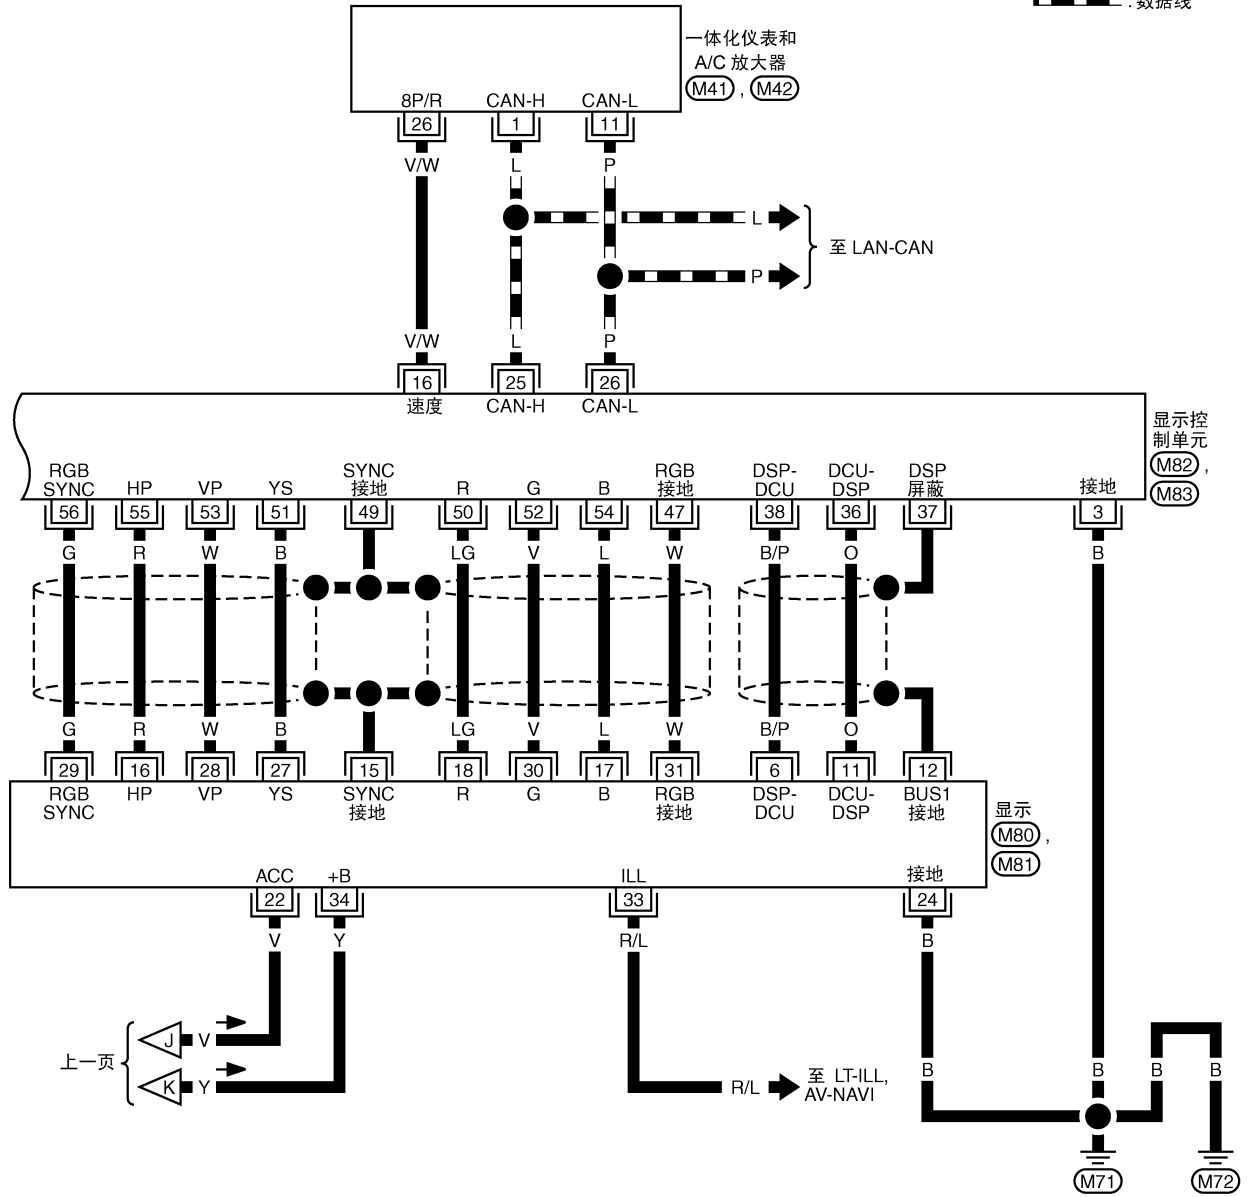 : 数据线
一体化仪表和
A/C 放大器
M41 , M42
8P/R CAN-H CAN-L
26 1 11
V/W L P
L
至 LAN-CAN
P
V/W L P
16 25 26
速度 CAN-H CAN-L
显示控
制单元
M82 ,
M83
RGB SYNC RGB DSP- DCU- DSP
SYNC HP VP YS 接地 R G B 接地 DCU DSP 屏蔽 接地
56 55 53 51 49 50 52 54 47 38 36 37 3
G R W B LG V L W B/P O B
G R W B LG V L W B/P O
29 16 28 27 15 18 30 17 31 6 11 12
RGB HP VP YS SYNC R G B RGB DSP- DCU- BUS1
SYNC 接地 接地 DCU DSP 接地
显示
M80 ,
M81
ACC +B ILL 接地
22 34 33 24
V Y R/L B
J V
上一页
K Y
R/L 至 LT-ILL,
AV-NAVI
B B B B
M71 M72